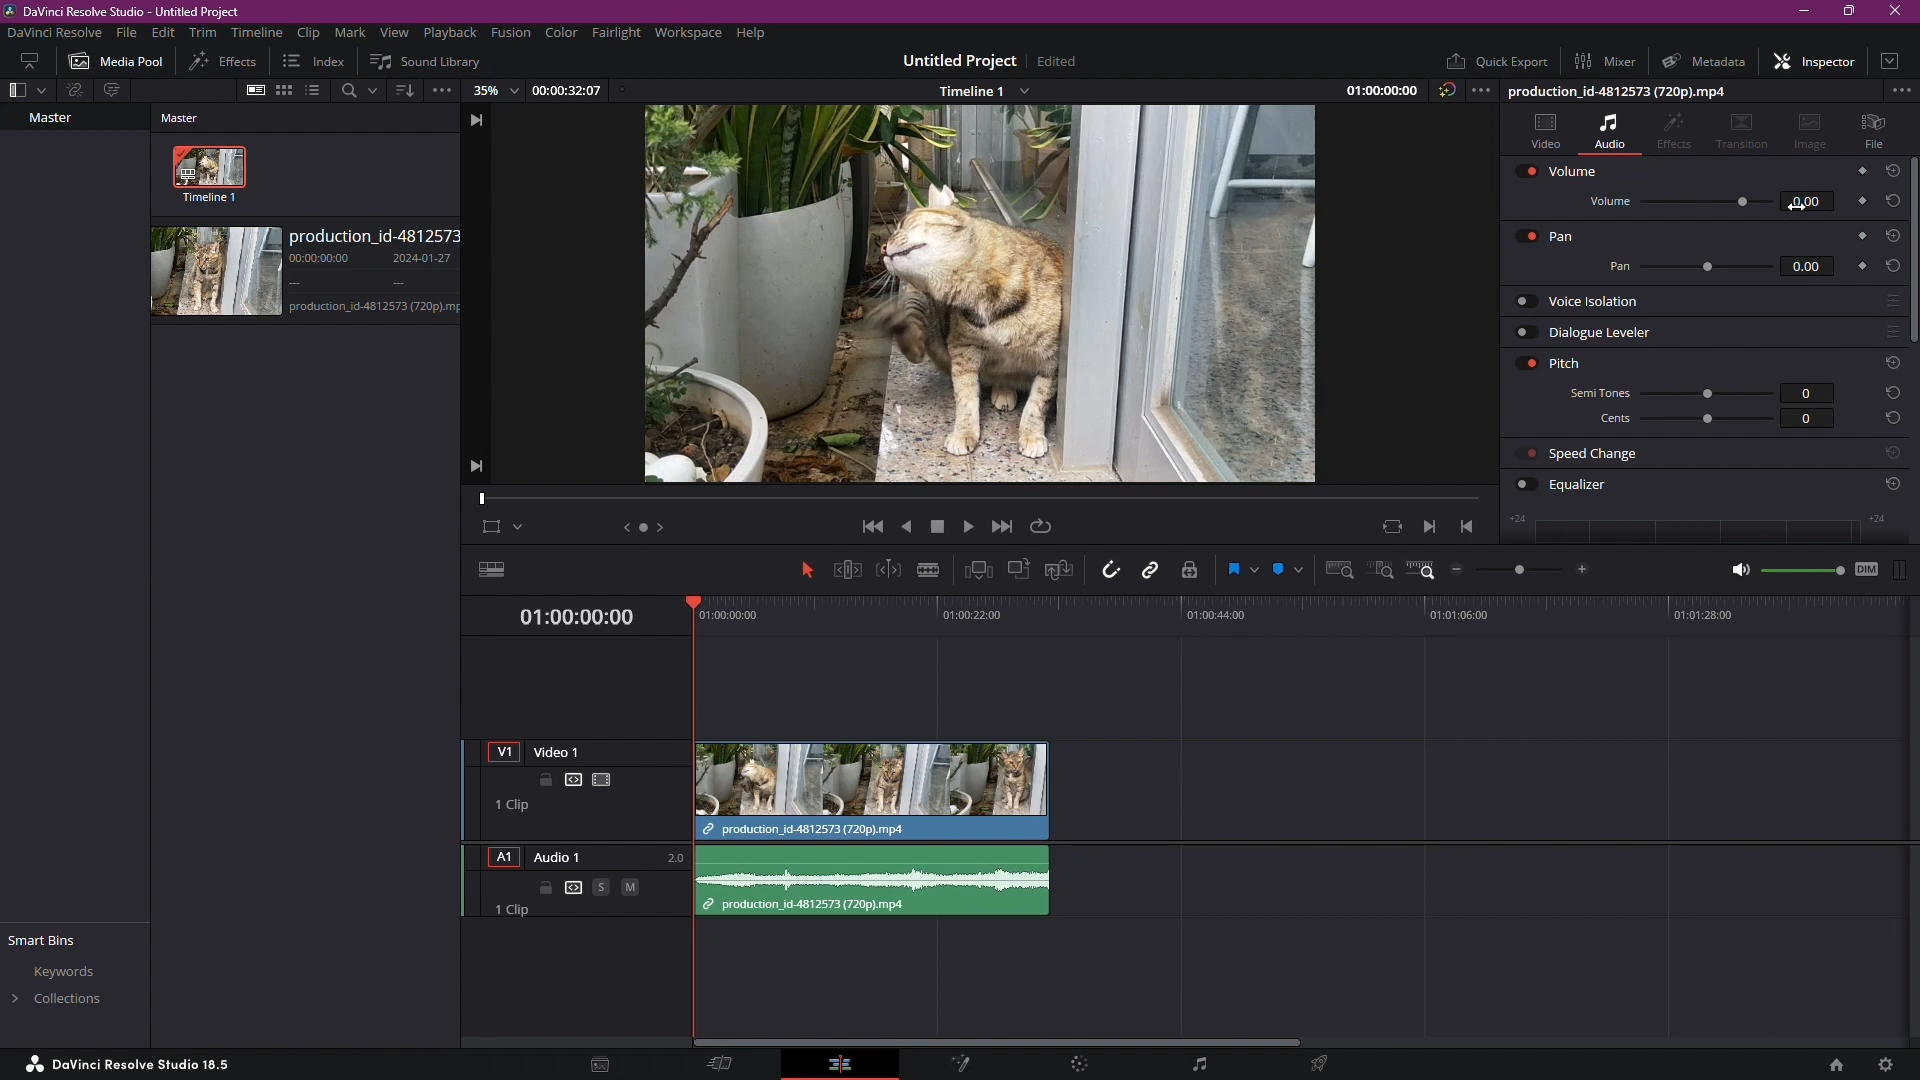 DaVinci Resolve Studio - Untitled Project
DaVinci Resolve File Edit Trim Timeline Clip Mark View Playback Fusion Color Fairlight Workspace Help
Media Pool Effects Index Sound Library Untitled Project Edited Quick Export Mixer Metadata Inspector
35% 00:00:32:07 Timeline 1 01:00:00:00 production_id-4812573 (720p).mp4
Master
Master
Timeline 1
production_id-4812573
00:00:00:00 2024-01-27
--- ---
production_id-4812573 (720p).mp
Video Audio Effects Transition Image File
Volume
Volume 0.00
Pan
Pan 0.00
Voice Isolation
Dialogue Leveler
Pitch
Semi Tones 0
Cents 0
Speed Change
Equalizer
+24 +24
DIM
01:00:00:00
01:00:00:00 01:00:22:00 01:00:44:00 01:01:06:00 01:01:28:00
V1 Video 1
1 Clip
production_id-4812573 (720p).mp4
A1 Audio 1 2.0
S M
1 Clip
production_id-4812573 (720p).mp4
Smart Bins
Keywords
Collections
DaVinci Resolve Studio 18.5